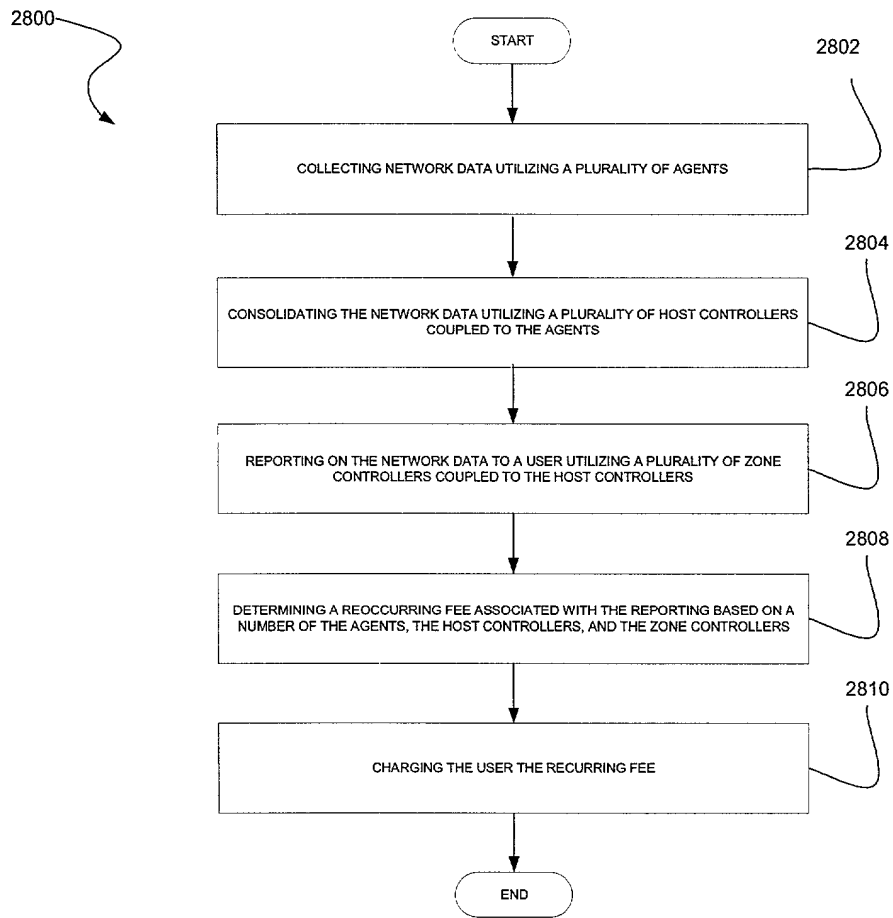 2800
START
2802
COLLECTING NETWORK DATA UTILIZING A PLURALITY OF AGENTS
2804
CONSOLIDATING THE NETWORK DATA UTILIZING A PLURALITY OF HOST CONTROLLERS
COUPLED TO THE AGENTS
2806
REPORTING ON THE NETWORK DATA TO A USER UTILIZING A PLURALITY OF ZONE
CONTROLLERS COUPLED TO THE HOST CONTROLLERS
2808
DETERMINING A REOCCURRING FEE ASSOCIATED WITH THE REPORTING BASED ON A
NUMBER OF THE AGENTS, THE HOST CONTROLLERS, AND THE ZONE CONTROLLERS
2810
CHARGING THE USER THE RECURRING FEE
END